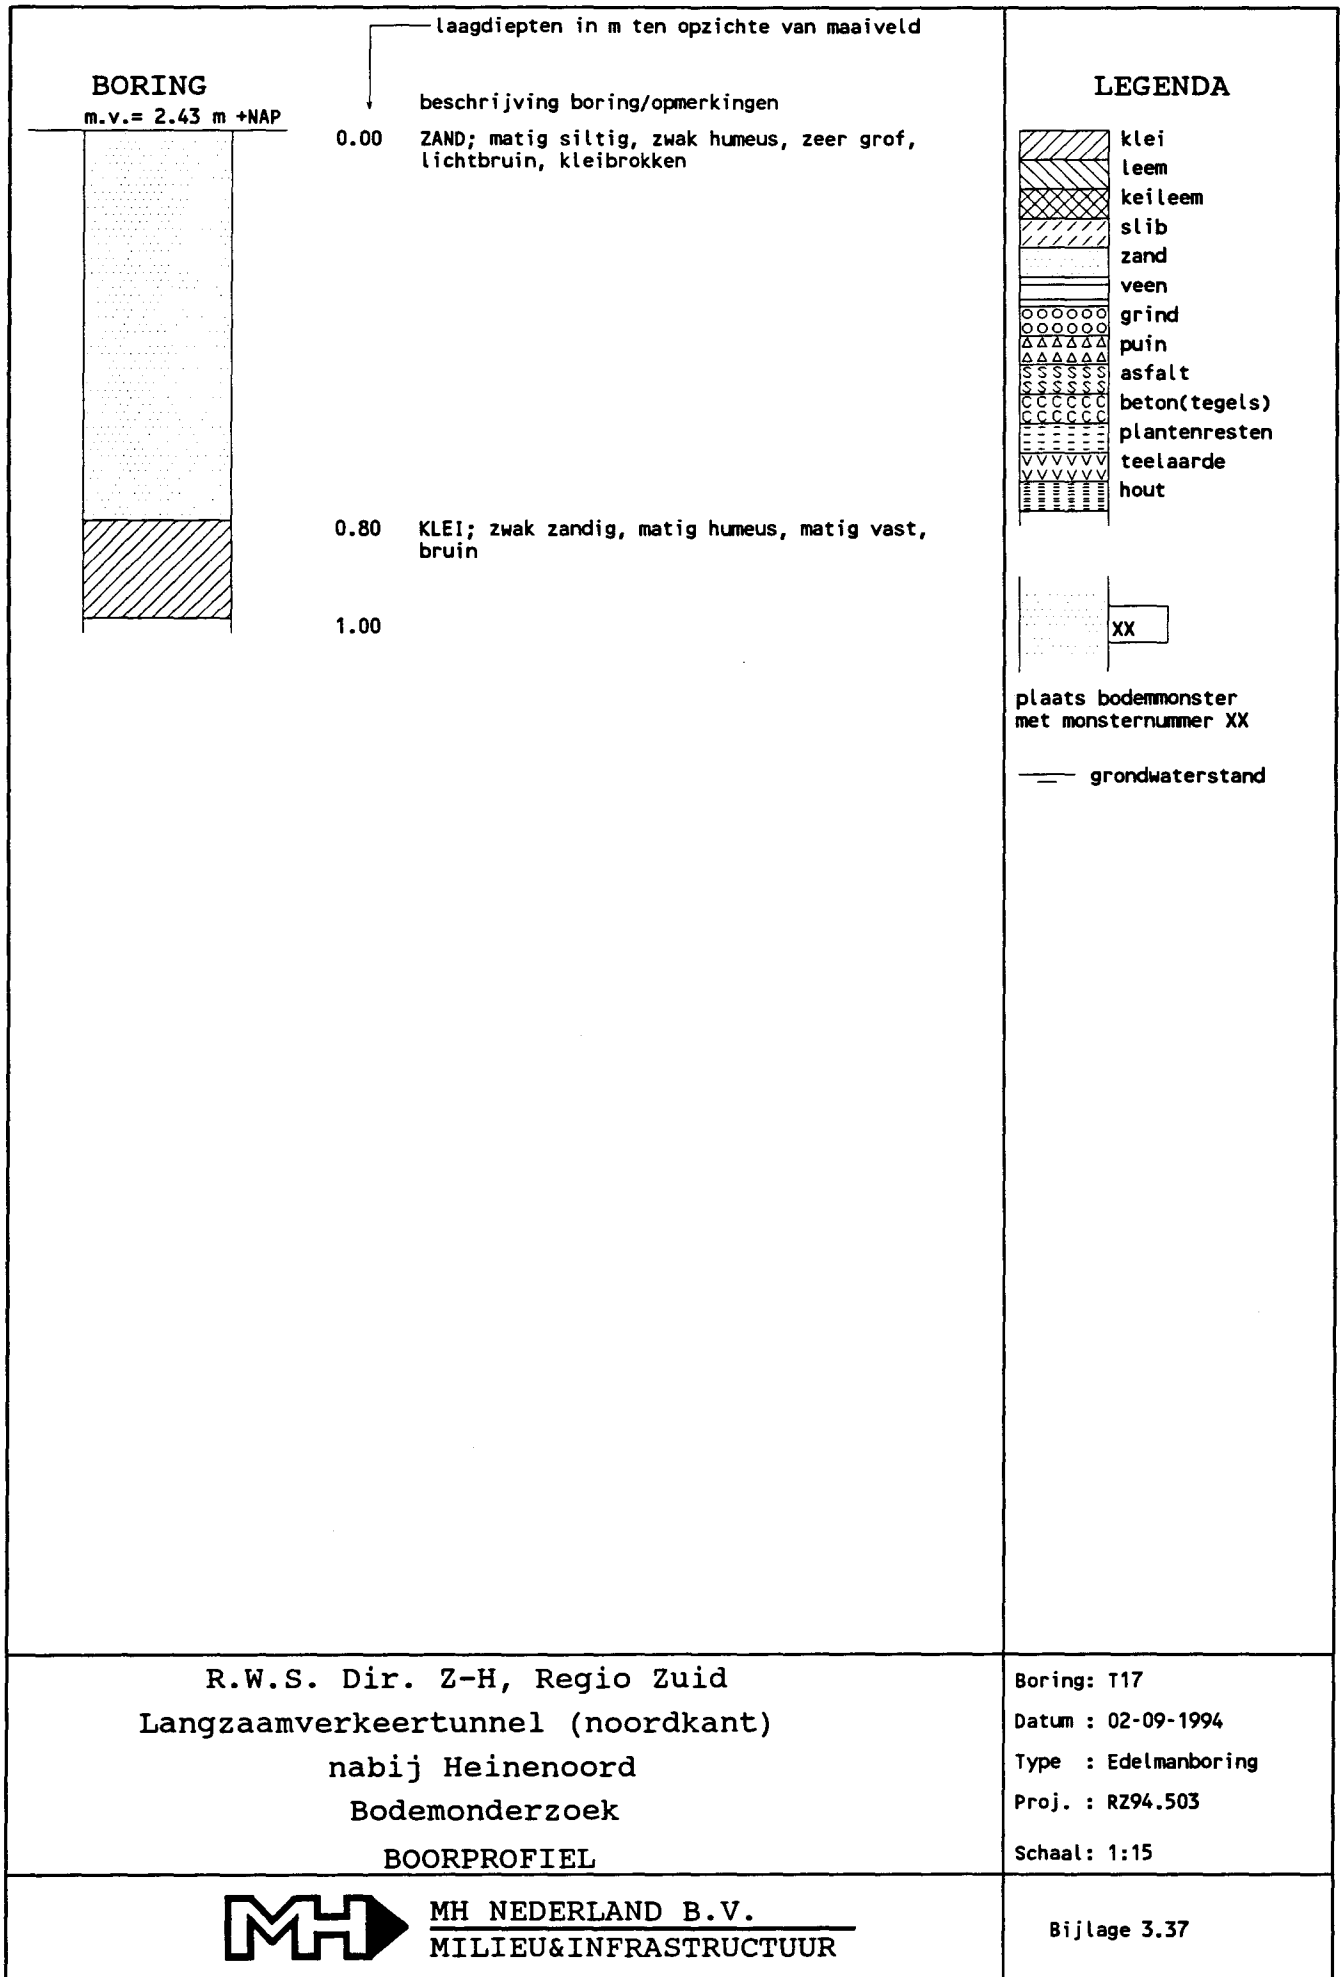 laagdiepten in m ten opzichte van maaiveld
BORING
m.v.= 2.43 m +NAP
beschrijving boring/opmerkingen
0.00 ZAND; matig siltig, zwak humeus, zeer grof,
lichtbruin, kleibrokken
0.80 KLEI; zwak zandig, matig humeus, matig vast,
bruin
1.00
LEGENDA
klei
leem
keileem
slib
zand
veen
grind
puin
asfalt
beton(tegels)
plantenresten
teelaarde
hout
XX
plaats bodemmonster
met monsternummer XX
grondwaterstand
R.W.S. Dir. Z-H, Regio Zuid
Langzaamverkeertunnel (noordkant)
nabij Heinenoord
Bodemonderzoek
BOORPROFIEL
Boring: T17
Datum : 02-09-1994
Type : Edelmanboring
Proj. : RZ94.503
Schaal: 1:15
MH
MH NEDERLAND B.V.
MILIEU&INFRASTRUCTUUR
Bijlage 3.37